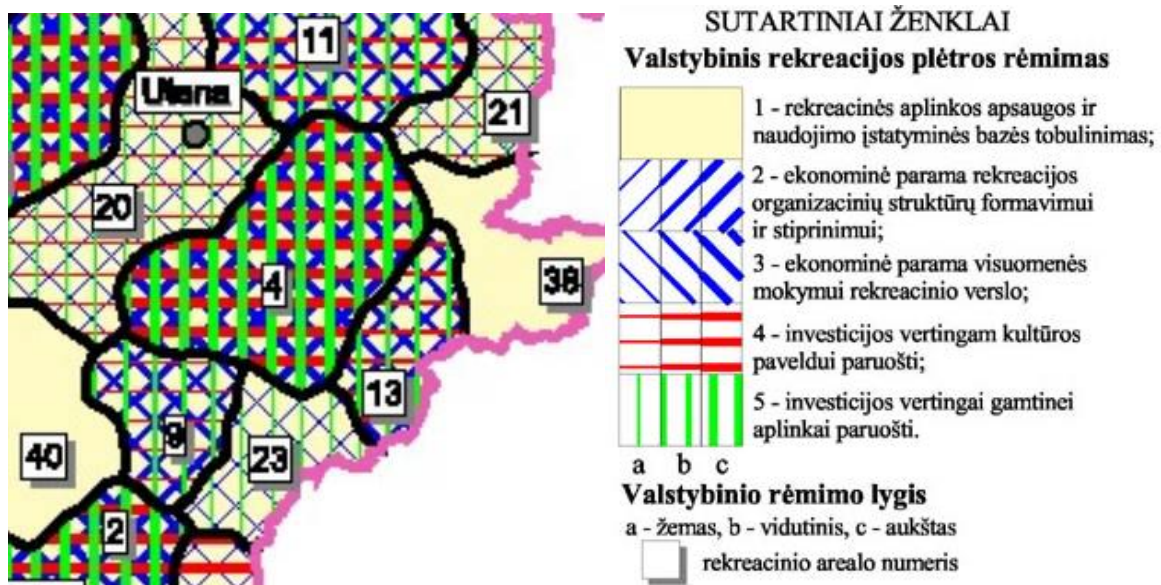 11
Utena
21
20
4
38
13
9
40
23
2
SUTARTINIAI ŽENKLAI
Valstybinis rekreacijos plėtros rėmimas
1 - rekreacinės aplinkos apsaugos ir
naudojimo įstatyminės bazės tobulinimas;
2 - ekonominė parama rekreacijos
organizacinių struktūrų formavimui
ir stiprinimui;
3 - ekonominė parama visuomenės
mokymui rekreacinio verslo;
4 - investicijos vertingam kultūros
paveldui paruošti;
5 - investicijos vertingai gamtinei
aplinkai paruošti.
a b c
Valstybinio rėmimo lygis
a - žemas, b - vidutinis, c - aukštas
rekreacinio arealo numeris